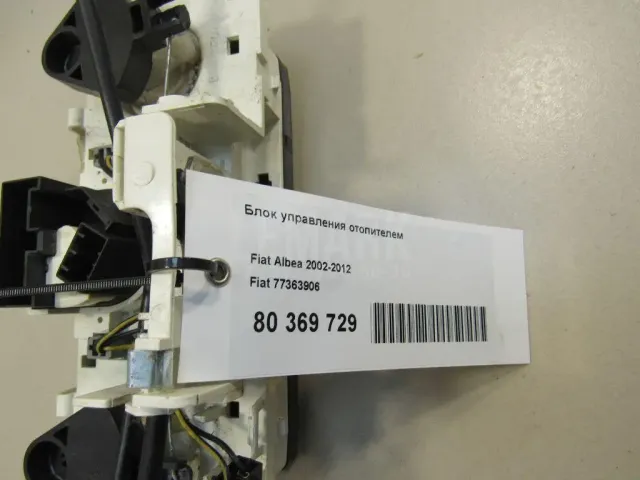 Блок управления отопителем
Fiat Albea 2002-2012
Fiat 77363906
80 369 729